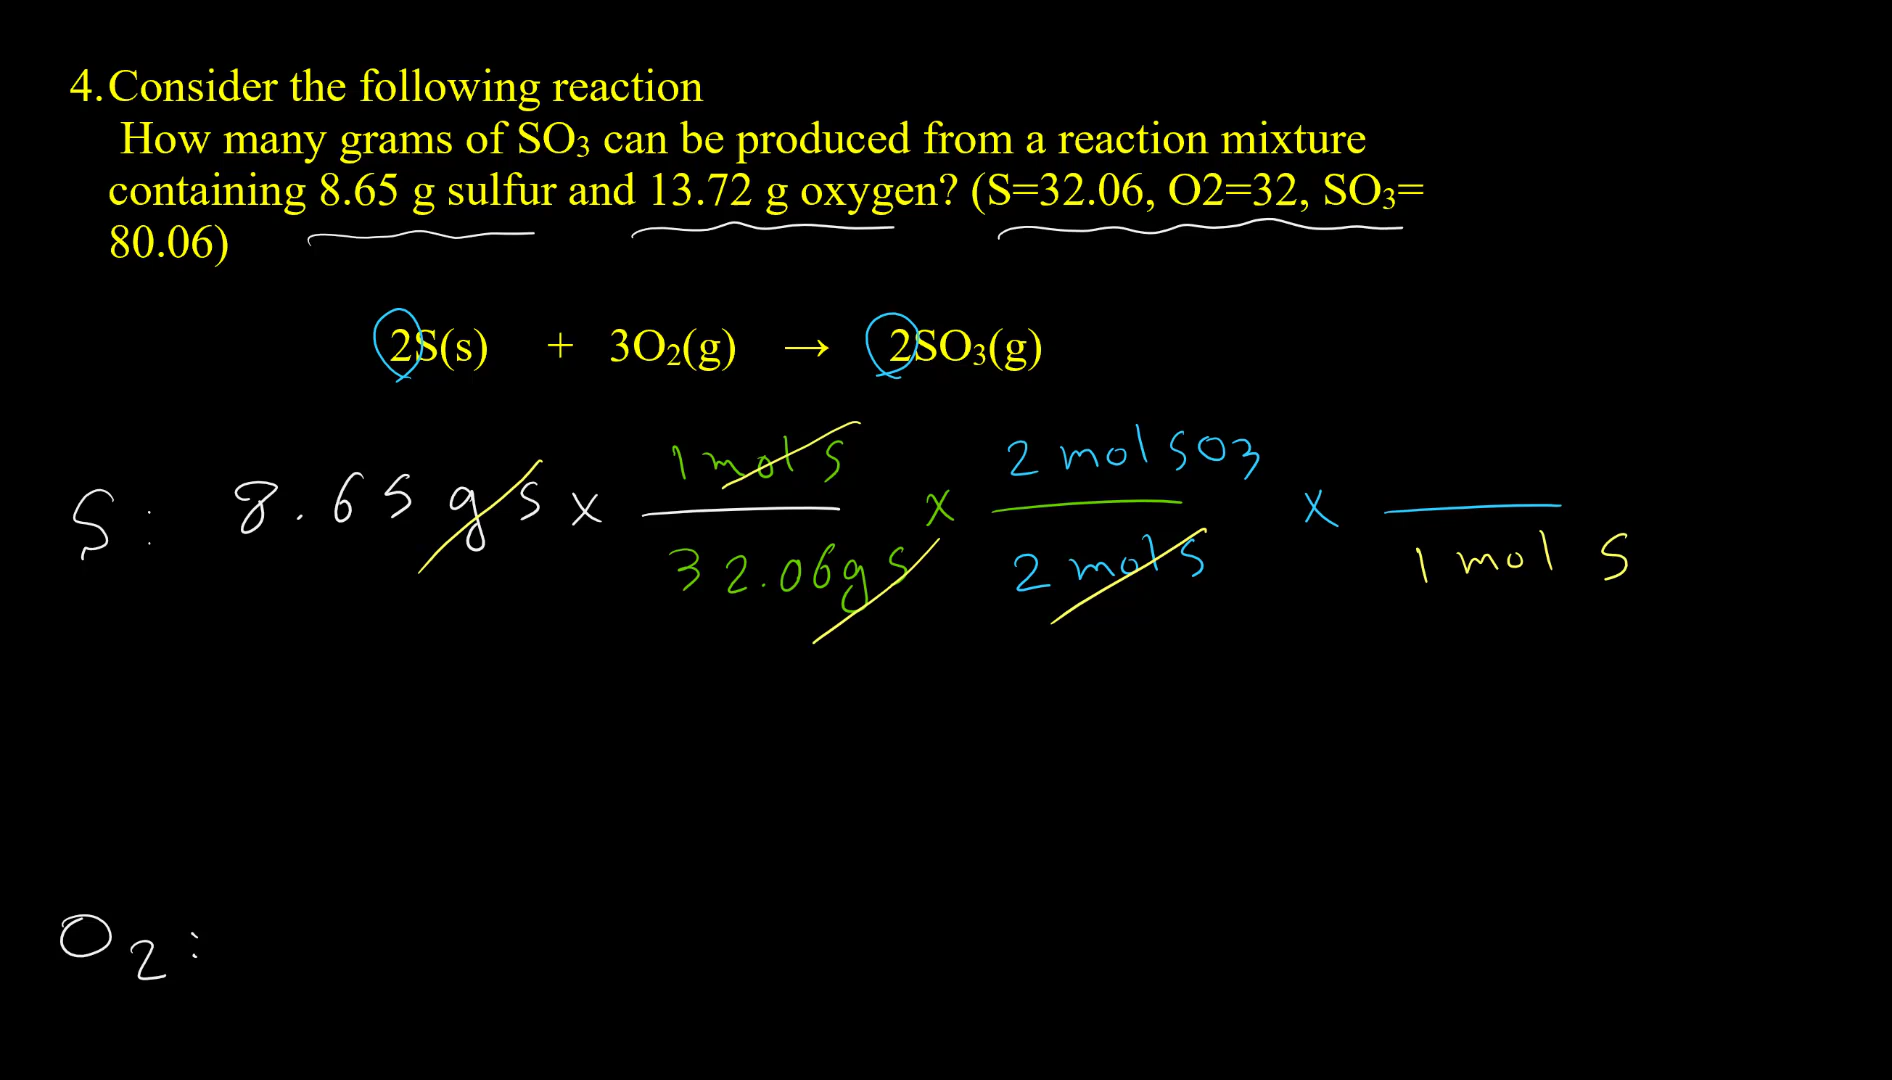 4.Consider the following reaction
How many grams of SO₃ can be produced from a reaction mixture
containing 8.65 g sulfur and 13.72 g oxygen? (S=32.06, O2=32, SO₃=
80.06)
2S(s) + 3O₂(g) → 2SO₃(g)
1 mol S 2 mol SO3
S: 8.65 g S x ——— x ——— x ———
32.06 g S 2 mol S 1 mol S
O2: